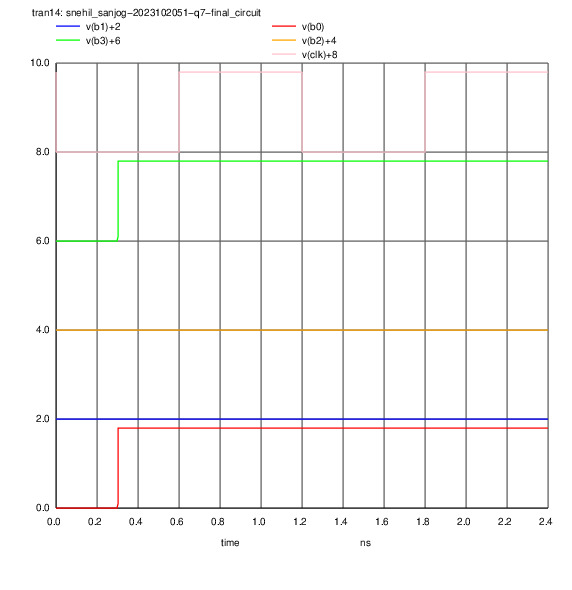 tran14: snehil_sanjog-2023102051-q7-final_circuit
v(b1)+2 v(b0)
v(b3)+6 v(b2)+4
v(clk)+8
10.0
8.0
6.0
4.0
2.0
0.0
0.0 0.2 0.4 0.6 0.8 1.0 1.2 1.4 1.6 1.8 2.0 2.2 2.4
time ns